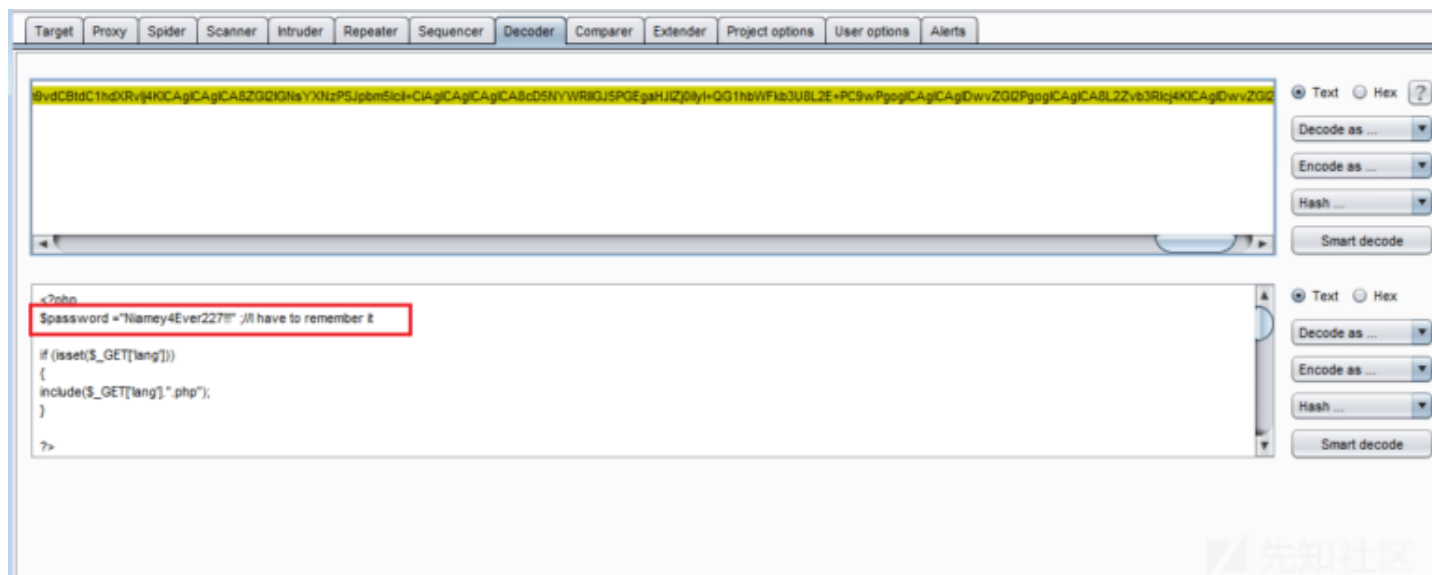 Target Proxy Spider Scanner Intruder Repeater Sequencer Decoder Comparer Extender Project options User options Alerts
Text Hex ?
Decode as ...
Encode as ...
Hash ...
Smart decode
<?php
$password ="Niamey4Ever227!!!" ;//I have to remember it
if (isset($_GET['lang']))
{
include($_GET['lang'].".php");
}
?>
Text Hex
Decode as ...
Encode as ...
Hash ...
Smart decode
先知社区